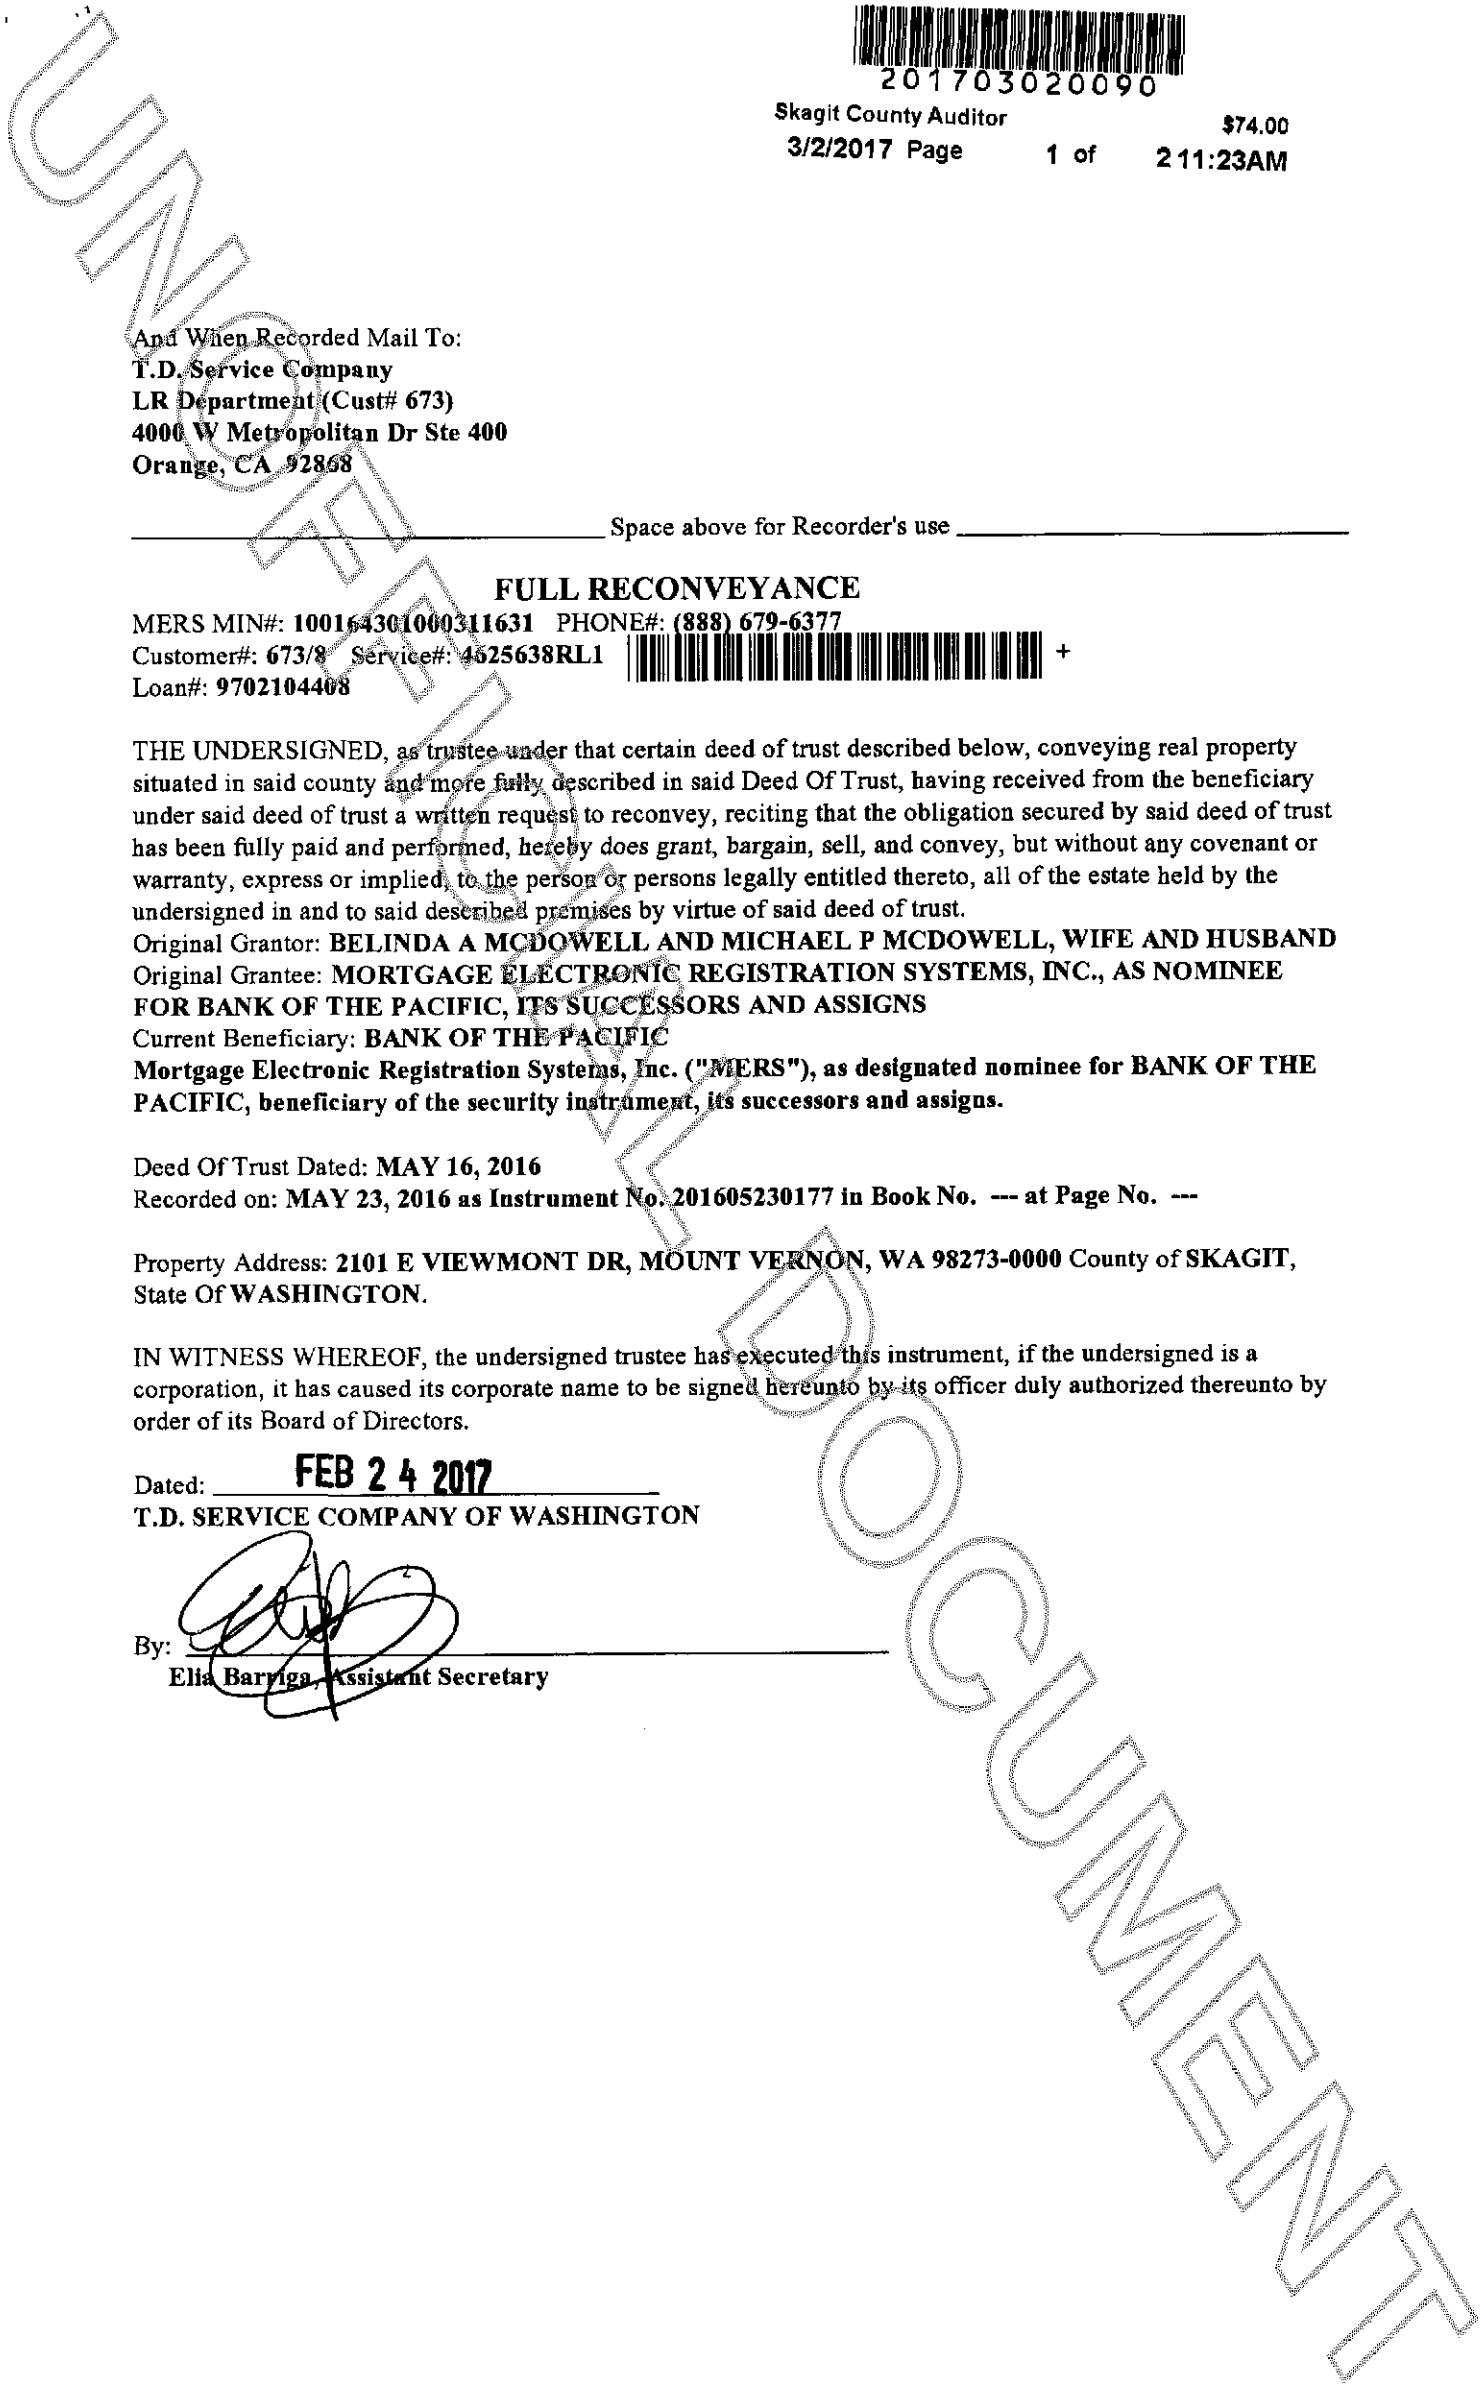 201703020090
Skagit County Auditor $74.00
3/2/2017 Page 1 of 2 11:23AM
And When Recorded Mail To:
T.D. Service Company
LR Department (Cust# 673)
4000 W Metropolitan Dr Ste 400
Orange, CA 92868
Space above for Recorder's use
FULL RECONVEYANCE
MERS MIN#: 100164301000311631 PHONE#: (888) 679-6377
Customer#: 673/8 Service#: 4625638RL1 +
Loan#: 9702104408
THE UNDERSIGNED, as trustee under that certain deed of trust described below, conveying real property
situated in said county and more fully described in said Deed Of Trust, having received from the beneficiary
under said deed of trust a written request to reconvey, reciting that the obligation secured by said deed of trust
has been fully paid and performed, hereby does grant, bargain, sell, and convey, but without any covenant or
warranty, express or implied, to the person or persons legally entitled thereto, all of the estate held by the
undersigned in and to said described premises by virtue of said deed of trust.
Original Grantor: BELINDA A MCDOWELL AND MICHAEL P MCDOWELL, WIFE AND HUSBAND
Original Grantee: MORTGAGE ELECTRONIC REGISTRATION SYSTEMS, INC., AS NOMINEE
FOR BANK OF THE PACIFIC, ITS SUCCESSORS AND ASSIGNS
Current Beneficiary: BANK OF THE PACIFIC
Mortgage Electronic Registration Systems, Inc. ("MERS"), as designated nominee for BANK OF THE
PACIFIC, beneficiary of the security instrument, its successors and assigns.
Deed Of Trust Dated: MAY 16, 2016
Recorded on: MAY 23, 2016 as Instrument No. 201605230177 in Book No. --- at Page No. ---
Property Address: 2101 E VIEWMONT DR, MOUNT VERNON, WA 98273-0000 County of SKAGIT,
State Of WASHINGTON.
IN WITNESS WHEREOF, the undersigned trustee has executed this instrument, if the undersigned is a
corporation, it has caused its corporate name to be signed hereunto by its officer duly authorized thereunto by
order of its Board of Directors.
Dated: FEB 24 2017
T.D. SERVICE COMPANY OF WASHINGTON
By:
Elia Barriga, Assistant Secretary
UNOFFICIAL DOCUMENT